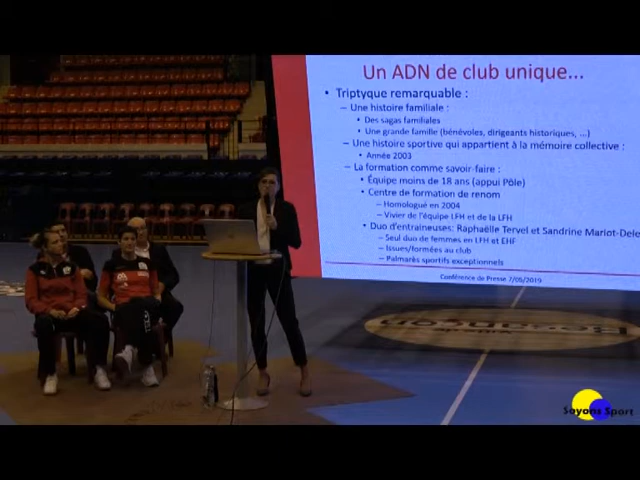 Un ADN de club unique...
• Triptyque remarquable :
– Une histoire familiale :
• Des sagas familiales
• Une grande famille (bénévoles, dirigeants historiques, ...)
– Une histoire sportive qui appartient à la mémoire collective :
• Année 2003
– La formation comme savoir-faire :
• Équipe moins de 18 ans (appui Pôle)
• Centre de formation de renom
– Homologué en 2004
– Vivier de l'équipe LFH et de la LFH
• Duo d'entraineuses: Raphaëlle Tervel et Sandrine Mariot-Dele
– Seul duo de femmes en LFH et EHF
– Issues/formées au club
– Palmarès sportifs exceptionnels
Conférence de Presse 7/05/2019
Soyons Sport